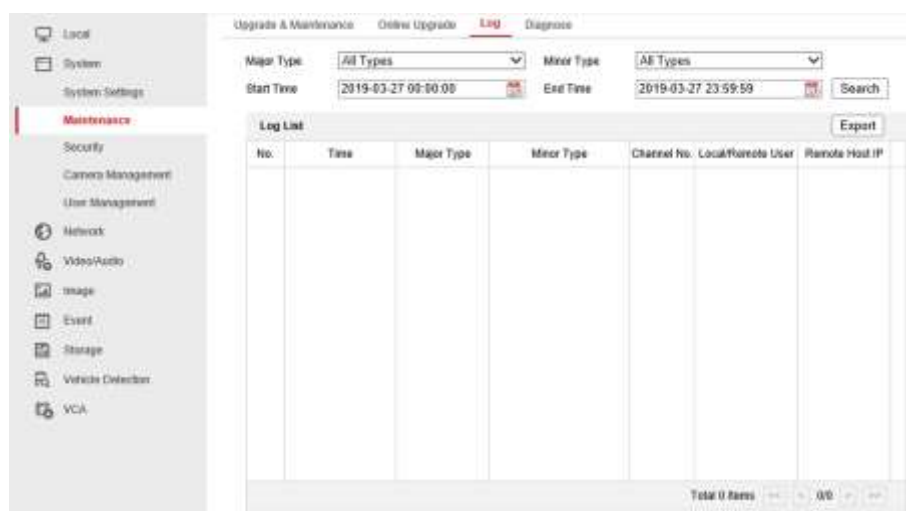 Local
System
System Settings
Maintenance
Security
Camera Management
User Management
Network
Video/Audio
Image
Event
Storage
Vehicle Detection
VCA
Upgrade & Maintenance Online Upgrade Log Diagnose
Major Type All Types Minor Type All Types
Start Time 2019-03-27 00:00:00 End Time 2019-03-27 23:59:59 Search
Log List Export
No. Time Major Type Minor Type Channel No. Local/Remote User Remote Host IP
Total 0 Items << < 0/0 > >>